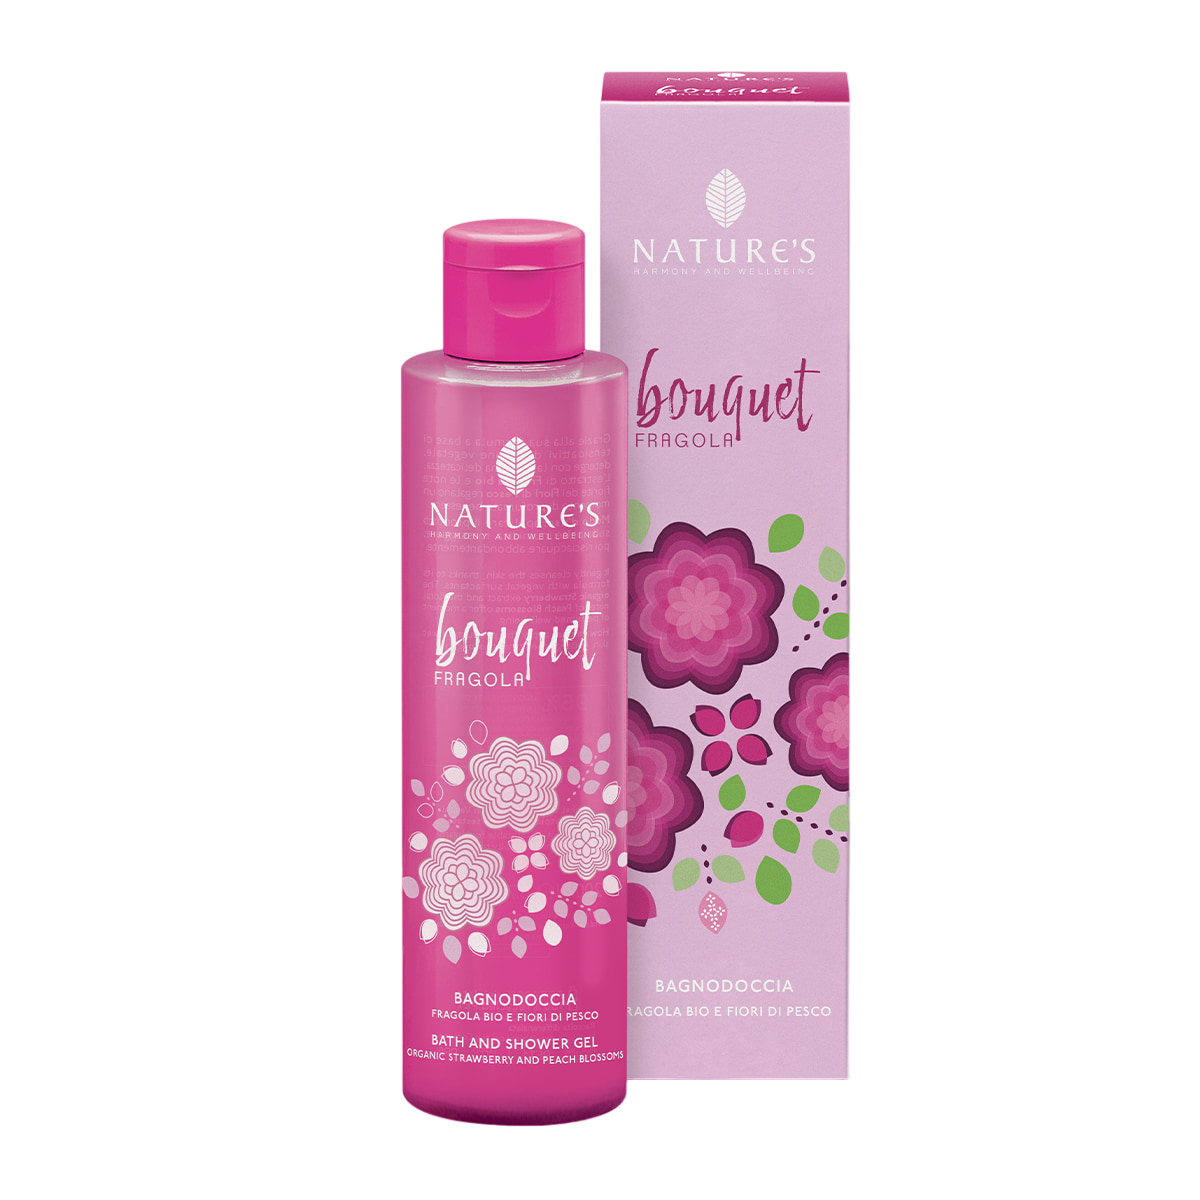 NATURE'S
bouquet
FRAGOLA
NATURE'S
HARMONY AND WELLBEING
bouquet
FRAGOLA
BAGNODOCCIA
FRAGOLA BIO E FIORI DI PESCO
NATURE'S
HARMONY AND WELLBEING
bouquet
FRAGOLA
BAGNODOCCIA
FRAGOLA BIO E FIORI DI PESCO
BATH AND SHOWER GEL
ORGANIC STRAWBERRY AND PEACH BLOSSOMS